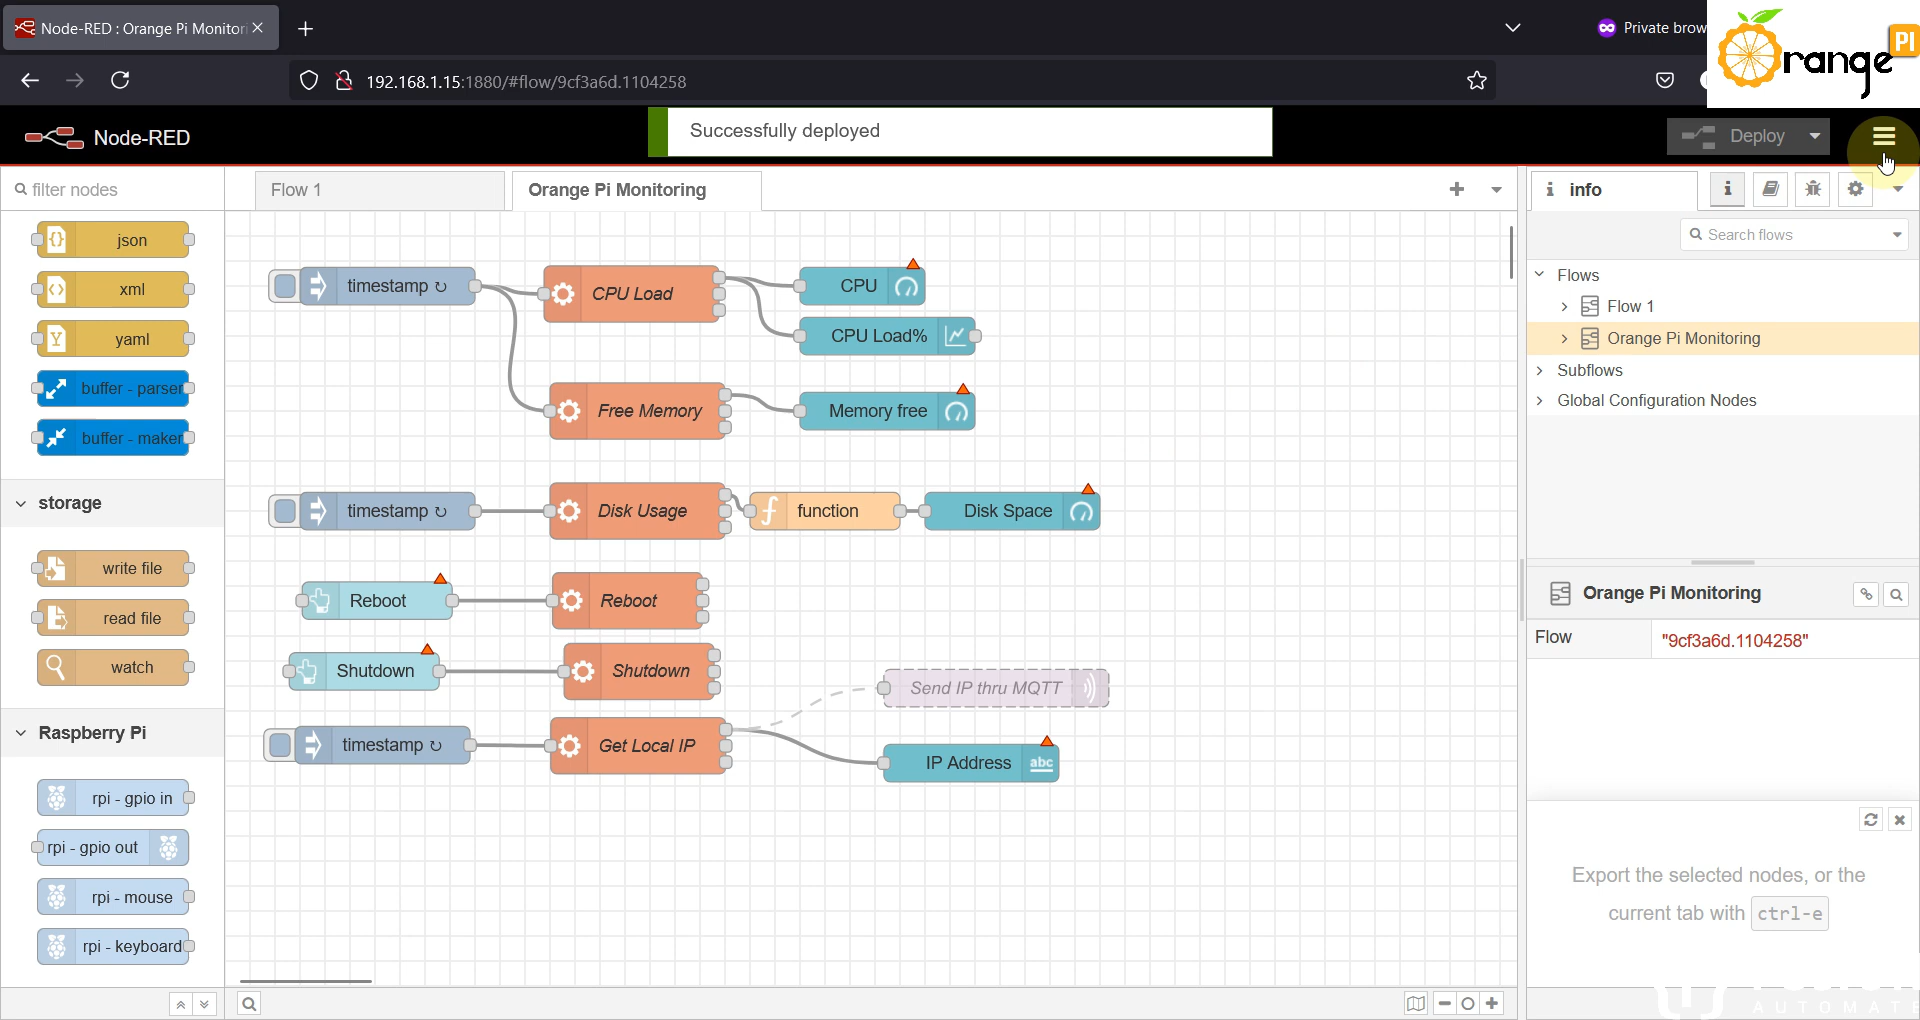 Node-RED : Orange Pi Monitori
Private brow
Orange PI
192.168.1.15:1880/#flow/9cf3a6d.1104258
Node-RED
Successfully deployed
Deploy
filter nodes
Flow 1
Orange Pi Monitoring
info
json
xml
yaml
buffer - parser
buffer - maker
storage
write file
read file
watch
Raspberry Pi
rpi - gpio in
rpi - gpio out
rpi - mouse
rpi - keyboard
timestamp ↻
CPU Load
CPU
CPU Load%
Free Memory
Memory free
timestamp ↻
Disk Usage
function
Disk Space
Reboot
Reboot
Shutdown
Shutdown
Send IP thru MQTT
timestamp ↻
Get Local IP
IP Address
abc
Search flows
Flows
Flow 1
Orange Pi Monitoring
Subflows
Global Configuration Nodes
Orange Pi Monitoring
Flow
"9cf3a6d.1104258"
Export the selected nodes, or the
current tab with ctrl-e